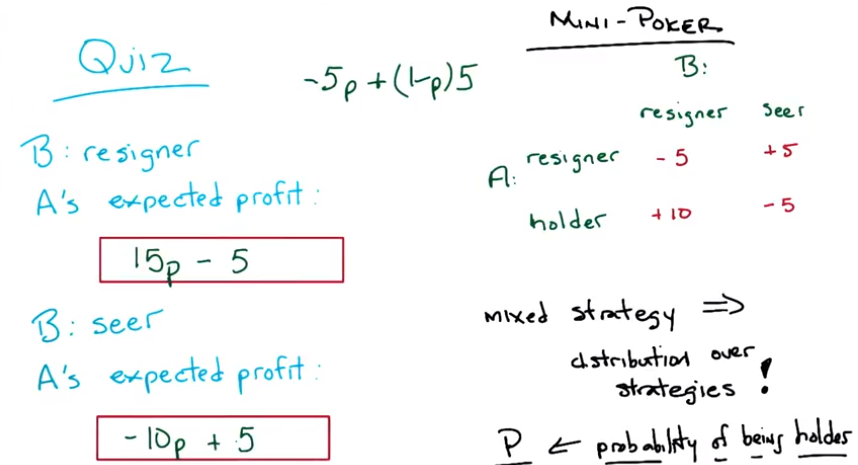 Quiz
-5p + (1-p)5
B: resigner
A's expected profit:
15p - 5
B: seer
A's expected profit:
-10p + 5
MINI-POKER
B:
resigner seer
A: resigner -5 +5
holder +10 -5
mixed strategy ⇒
distribution over
strategies !
P ← probability of being holder